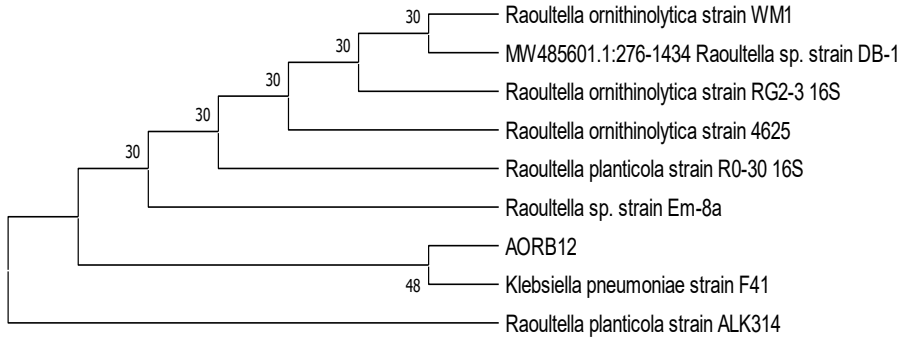 30
Raoultella ornithinolytica strain WM1
30
MW485601.1:276-1434 Raoultella sp. strain DB-1
30
Raoultella ornithinolytica strain RG2-3 16S
30
Raoultella ornithinolytica strain 4625
30
Raoultella planticola strain R0-30 16S
Raoultella sp. strain Em-8a
AORB12
48
Klebsiella pneumoniae strain F41
Raoultella planticola strain ALK314